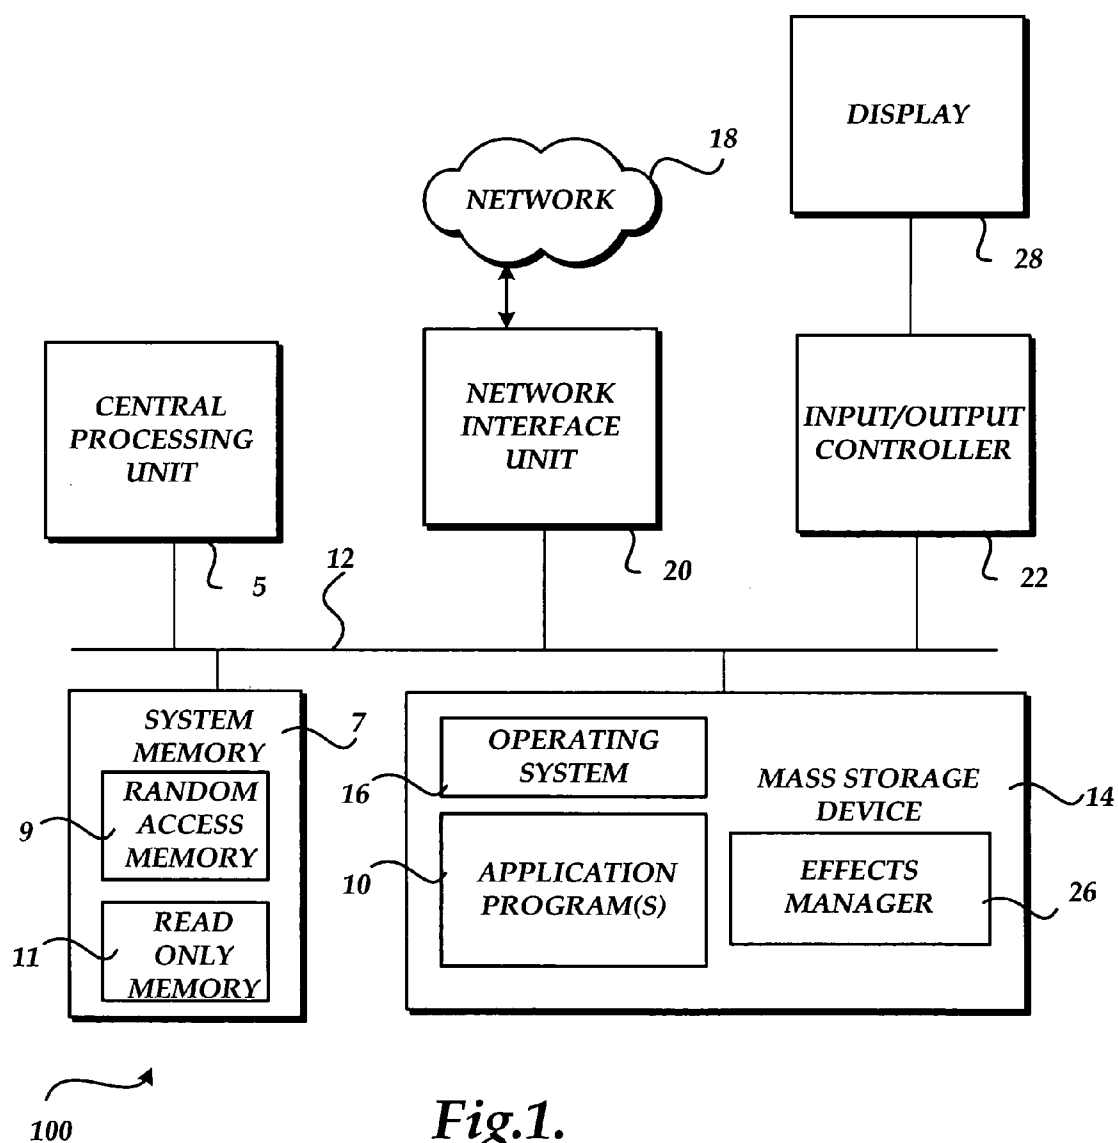 DISPLAY
28
18
NETWORK
CENTRAL
PROCESSING
UNIT
5
NETWORK
INTERFACE
UNIT
20
INPUT/OUTPUT
CONTROLLER
22
12
SYSTEM
MEMORY
7
RANDOM
ACCESS
MEMORY
9
READ
ONLY
MEMORY
11
OPERATING
SYSTEM
16
APPLICATION
PROGRAM(S)
10
MASS STORAGE
DEVICE
14
EFFECTS
MANAGER
26
100
Fig.1.